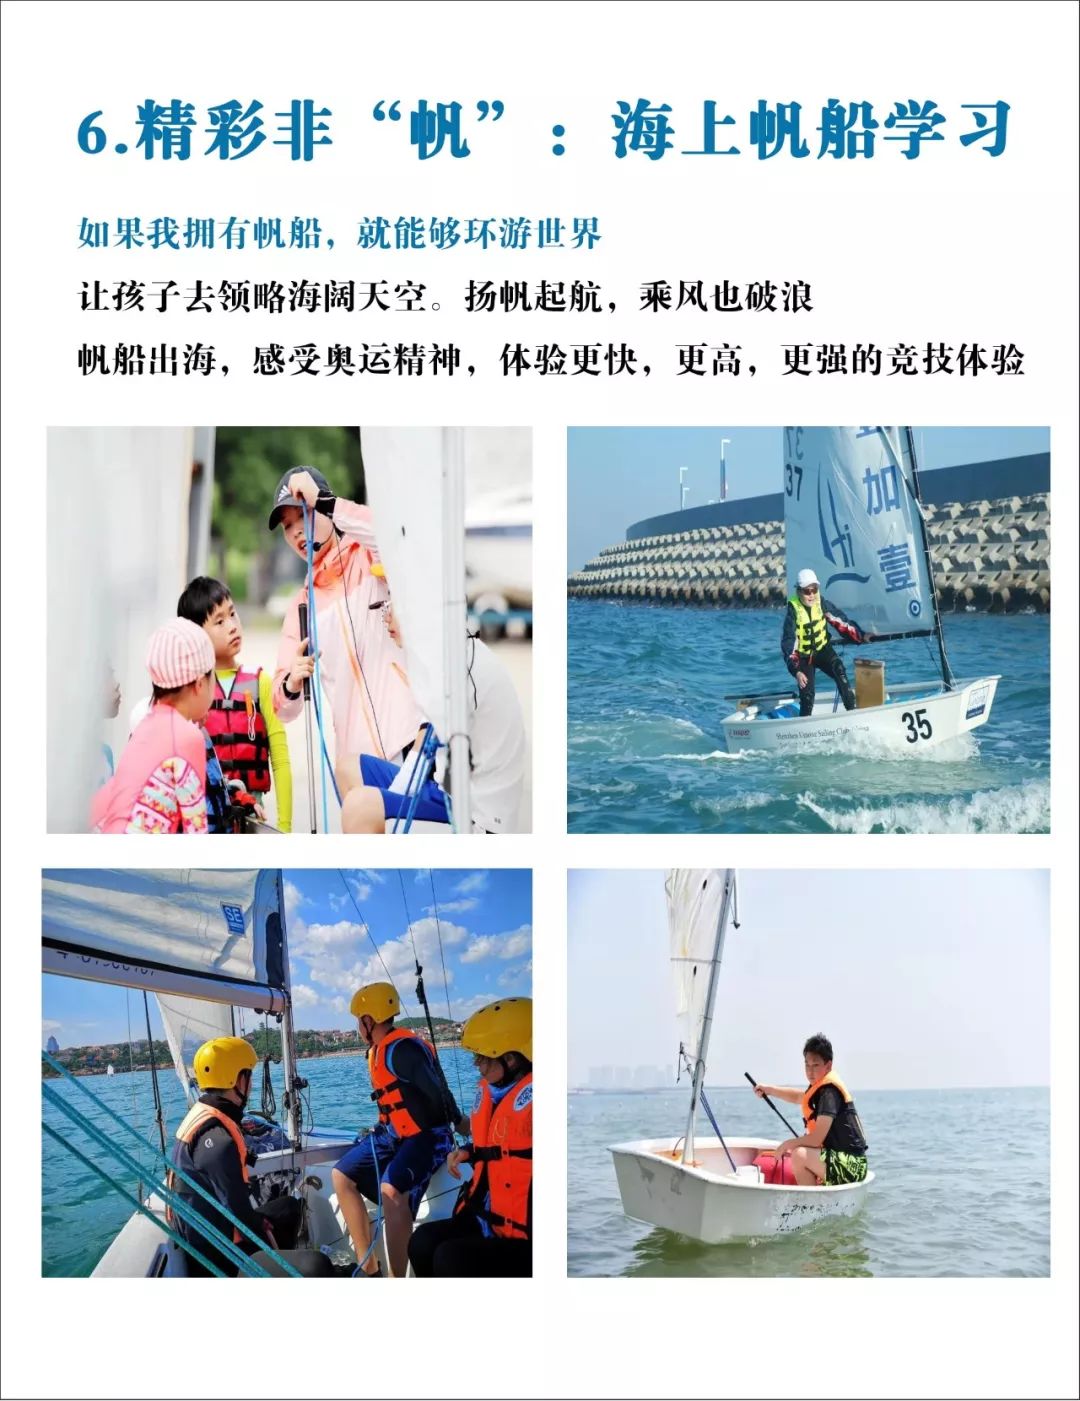 6.精彩非“帆”：海上帆船学习
如果我拥有帆船，就能够环游世界
让孩子去领略海阔天空。扬帆起航，乘风也破浪
帆船出海，感受奥运精神，体验更快，更高，更强的竞技体验
37
37
Hi
加
壹
35
SE